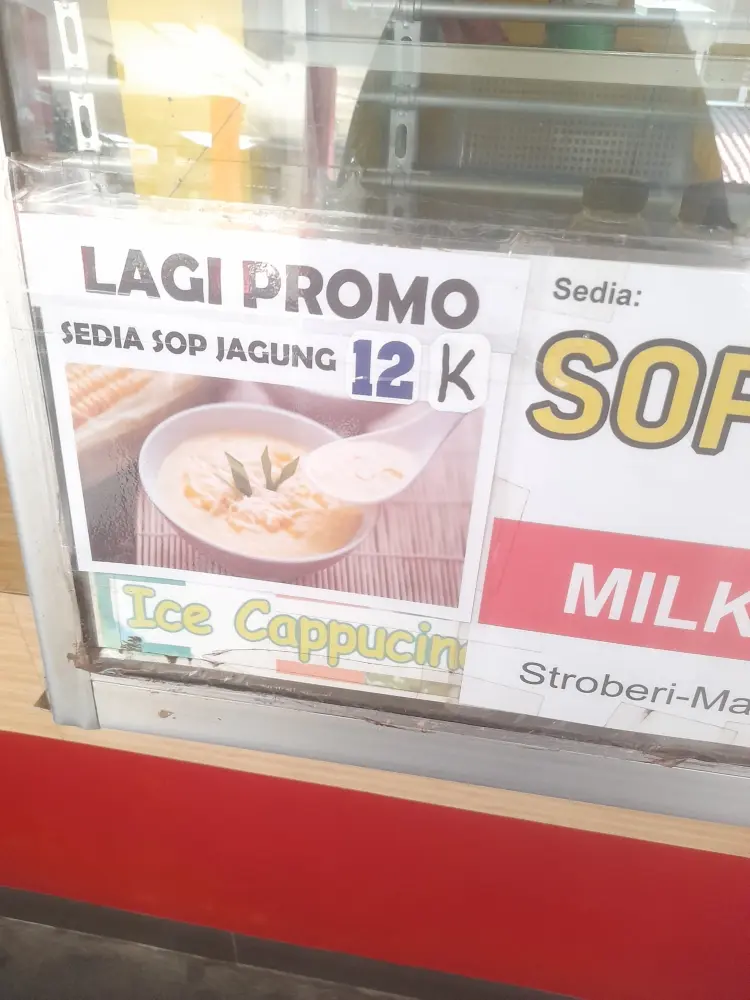 LAGI PROMO
SEDIA SOP JAGUNG 12 K
Ice Cappucin
Sedia:
SOP
MILK
Stroberi-Ma